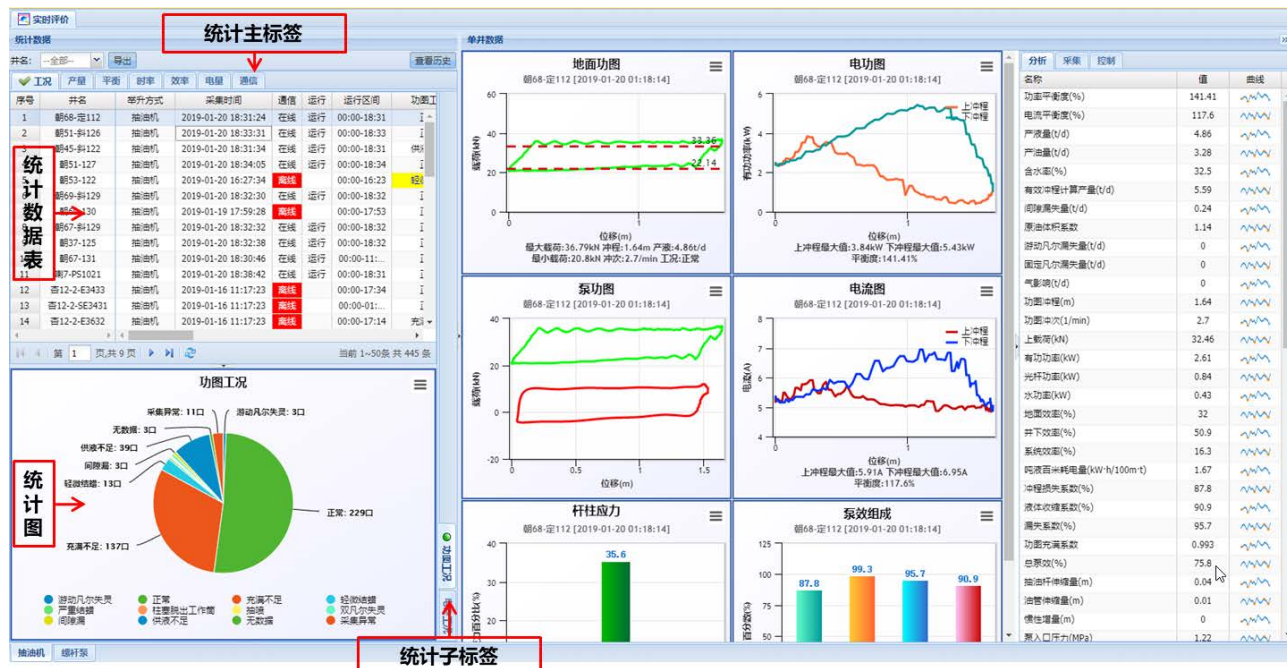 实时评价
统计主标签
统计数据
单井数据
井名: --全部-- 导出 查看历史
工况 产量 平衡 时率 效率 电量 通信
序号 井名 举升方式 采集时间 通信 运行 运行区间 功图工
1 朝68-定112 抽油机 2019-01-20 18:31:24 在线 运行 00:00-18:31
2 朝51-斜126 抽油机 2019-01-20 18:33:31 在线 运行 00:00-18:33
朝45-斜122 抽油机 2019-01-20 18:31:34 在线 运行 00:00-18:31
朝51-127 抽油机 2019-01-20 18:34:05 在线 运行 00:00-18:34
朝53-122 抽油机 2019-01-20 16:27:34 离线 00:00-16:23
朝69-斜129 抽油机 2019-01-20 18:32:30 在线 运行 00:00-18:32
抽油机 2019-01-19 17:59:28 离线 00:00-17:53
朝67-斜129 抽油机 2019-01-20 18:32:32 在线 运行 00:00-18:32
朝37-125 抽油机 2019-01-20 18:32:38 在线 运行 00:00-18:32
朝67-131 抽油机 2019-01-20 18:30:46 在线 运行 00:00-11:...
11 喇7-PS1021 抽油机 2019-01-20 18:38:42 在线 运行 00:00-18:31
12 杏12-2-E3433 抽油机 2019-01-16 11:17:23 离线 00:00-17:34
13 杏12-2-SE3431 抽油机 2019-01-16 11:17:23 离线 00:00-01:...
14 杏12-2-E3632 抽油机 2019-01-16 11:17:23 离线 00:00-17:14
统计数据表
第 1 页,共 9 页 当前 1~50条 共 445 条
功图工况
采集异常: 11口
游动凡尔失灵: 3口
无数据: 3口
供液不足: 39口
间隙漏: 3口
轻微结蜡: 13口
充满不足: 137口
正常: 229口
统计图
游动凡尔失灵 正常 充满不足 轻微结蜡
严重结蜡 柱塞脱出工作筒 抽喷 双凡尔失灵
间隙漏 供液不足 无数据 采集异常
功图工况
统计子标签
抽油机 螺杆泵
地面功图
朝68-定112 [2019-01-20 01:18:14]
载荷(kN)
60
40
20
0
33.36
22.14
0 1
位移(m)
最大载荷:36.79kN 冲程:1.64m 产液:4.86t/d
最小载荷:20.8kN 冲次:2.7/min 工况:正常
电功图
朝68-定112 [2019-01-20 01:18:14]
有功功率(kW)
6
4
2
0
上冲程
下冲程
0 1
位移(m)
上冲程最大值:3.84kW 下冲程最大值:5.43kW
平衡度:141.41%
泵功图
朝68-定112 [2019-01-20 01:18:14]
载荷(kN)
40
20
0
-20
0 0.5 1 1.5
位移(m)
电流图
朝68-定112 [2019-01-20 01:18:14]
电流(A)
8
7
6
5
4
上冲程
下冲程
0 1
位移(m)
上冲程最大值:5.91A 下冲程最大值:6.95A
平衡度:117.6%
杆柱应力
朝68-定112 [2019-01-20 01:18:14]
40
30
20
35.6
泵效组成
朝68-定112 [2019-01-20 01:18:14]
125
100
75
50
87.8 99.3 95.7 90.9
分析 采集 控制
名称 值 曲线
功率平衡度(%) 141.41
电流平衡度(%) 117.6
产液量(t/d) 4.86
产油量(t/d) 3.28
含水率(%) 32.5
有效冲程计算产量(t/d) 5.59
间隙漏失量(t/d) 0.24
原油体积系数 1.14
游动凡尔漏失量(t/d) 0
固定凡尔漏失量(t/d) 0
气影响(t/d) 0
功图冲程(m) 1.64
功图冲次(1/min) 2.7
上载荷(kN) 32.46
有功功率(kW) 2.61
光杆功率(kW) 0.84
水功率(kW) 0.43
地面效率(%) 32
井下效率(%) 50.9
系统效率(%) 16.3
吨液百米耗电量(kW·h/100m·t) 1.67
冲程损失系数(%) 87.8
液体收缩系数(%) 90.9
漏失系数(%) 95.7
功图充满系数 0.993
总泵效(%) 75.8
抽油杆伸缩量(m) 0.04
油管伸缩量(m) 0.01
惯性增量(m) 0
泵入口压力(MPa) 1.22